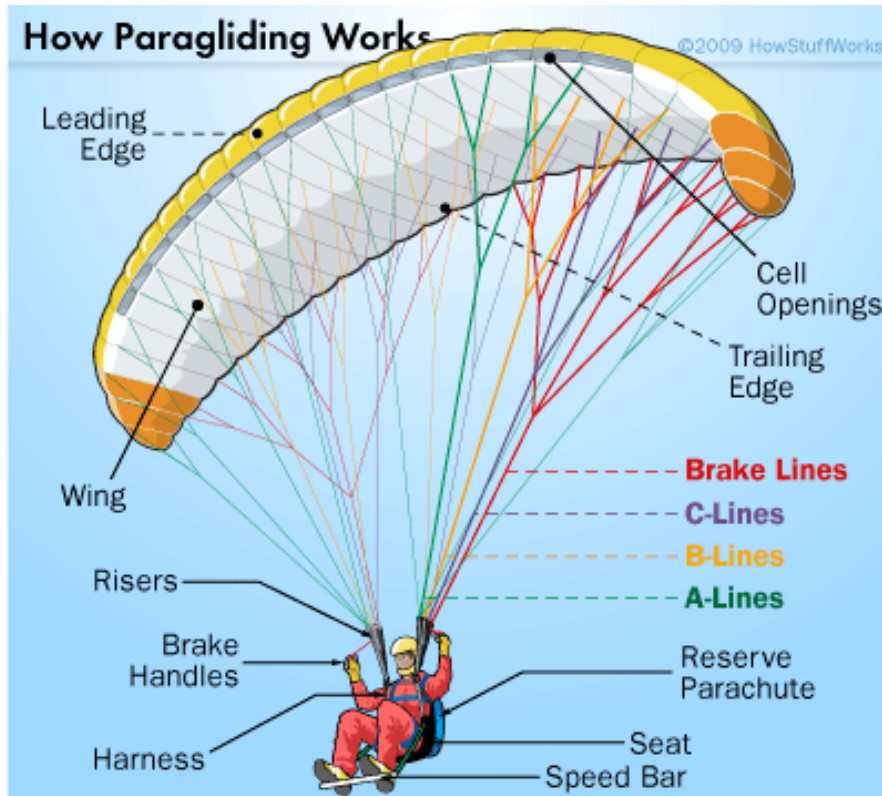 How Paragliding Works
©2009 HowStuffWorks
Leading
Edge
Cell
Openings
Trailing
Edge
Wing
Brake Lines
C-Lines
B-Lines
A-Lines
Risers
Brake
Handles
Harness
Reserve
Parachute
Seat
Speed Bar